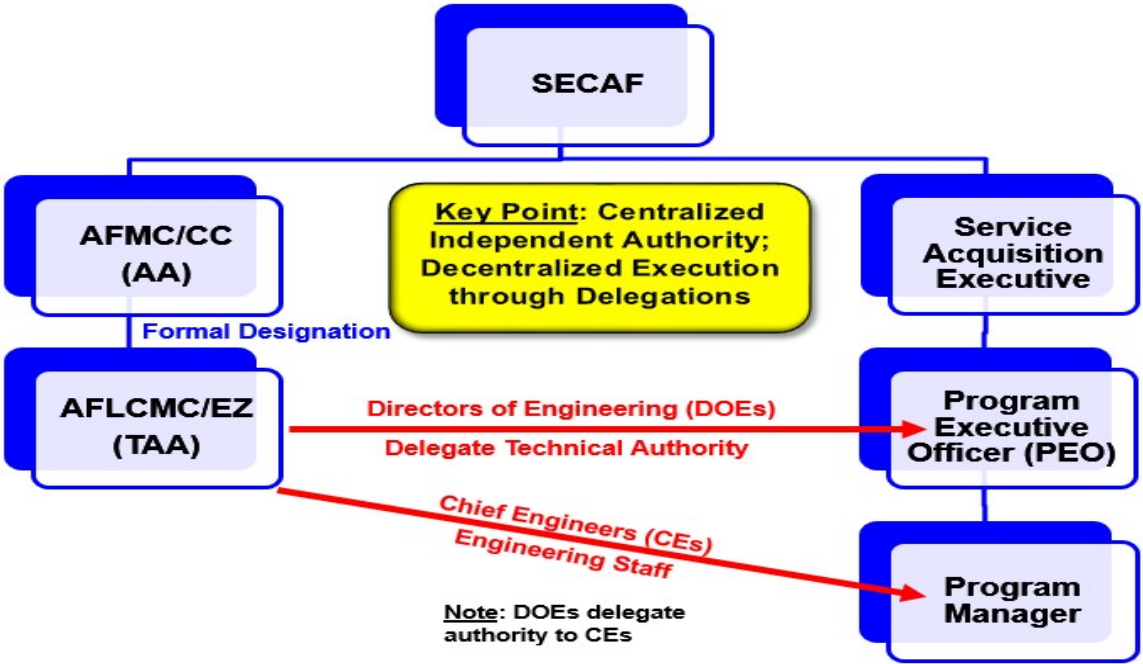 SECAF
AFMC/CC
(AA)
Key Point: Centralized
Independent Authority;
Decentralized Execution
through Delegations
Service
Acquisition
Executive
Formal Designation
AFLCMC/EZ
(TAA)
Directors of Engineering (DOEs)
Delegate Technical Authority
Program
Executive
Officer (PEO)
Chief Engineers (CEs)
Engineering Staff
Program
Manager
Note: DOEs delegate
authority to CEs